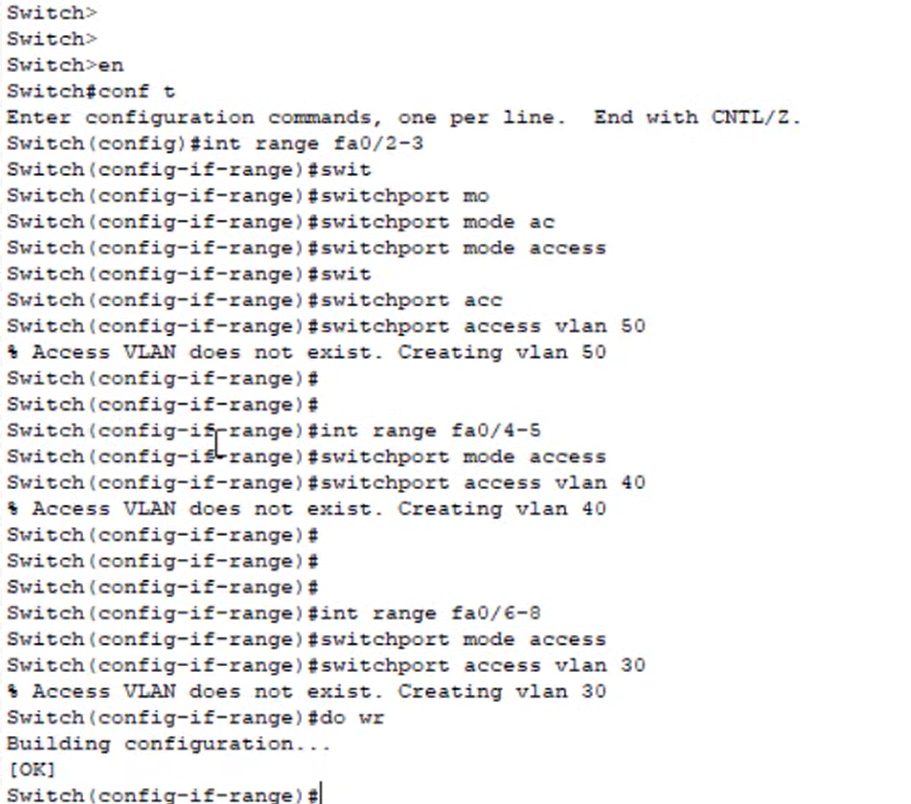 Switch>
Switch>
Switch>en
Switch#conf t
Enter configuration commands, one per line.  End with CNTL/Z.
Switch(config)#int range fa0/2-3
Switch(config-if-range)#swit
Switch(config-if-range)#switchport mo
Switch(config-if-range)#switchport mode ac
Switch(config-if-range)#switchport mode access
Switch(config-if-range)#swit
Switch(config-if-range)#switchport acc
Switch(config-if-range)#switchport access vlan 50
% Access VLAN does not exist. Creating vlan 50
Switch(config-if-range)#
Switch(config-if-range)#
Switch(config-if-range)#int range fa0/4-5
Switch(config-if-range)#switchport mode access
Switch(config-if-range)#switchport access vlan 40
% Access VLAN does not exist. Creating vlan 40
Switch(config-if-range)#
Switch(config-if-range)#
Switch(config-if-range)#
Switch(config-if-range)#int range fa0/6-8
Switch(config-if-range)#switchport mode access
Switch(config-if-range)#switchport access vlan 30
% Access VLAN does not exist. Creating vlan 30
Switch(config-if-range)#do wr
Building configuration...
[OK]
Switch(config-if-range)#